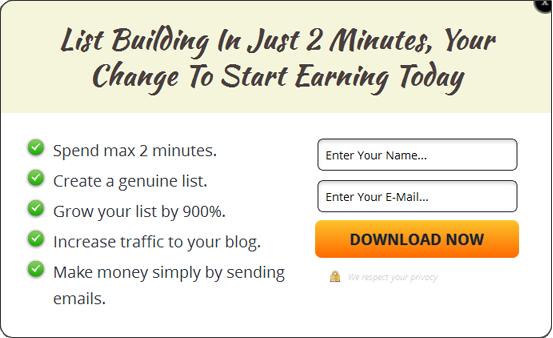 List Building In Just 2 Minutes, Your
Change To Start Earning Today
Spend max 2 minutes.
Create a genuine list.
Grow your list by 900%.
Increase traffic to your blog.
Make money simply by sending
emails.
Enter Your Name...
Enter Your E-Mail...
DOWNLOAD NOW
We respect your privacy